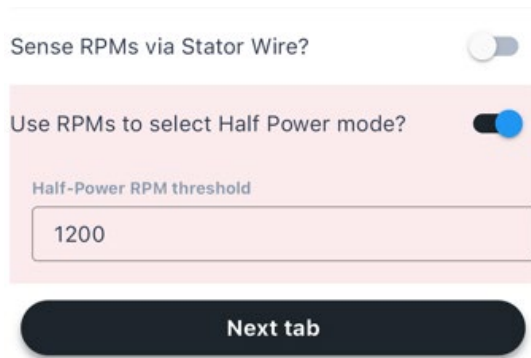 Sense RPMs via Stator Wire?
Use RPMs to select Half Power mode?
Half-Power RPM threshold
1200
Next tab